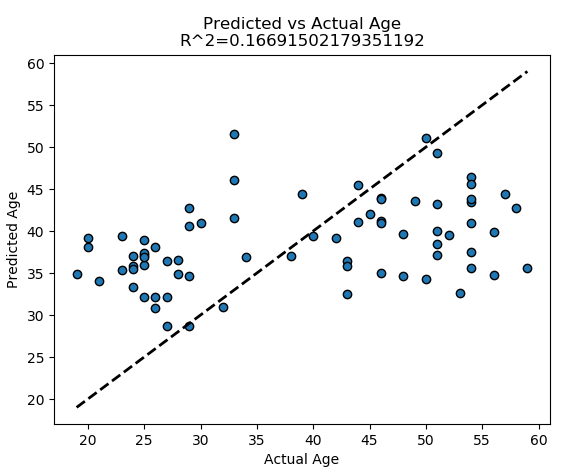 Predicted vs Actual Age
R^2=0.16691502179351192
60
55
50
45
40
35
30
25
20
Predicted Age
20 25 30 35 40 45 50 55 60
Actual Age